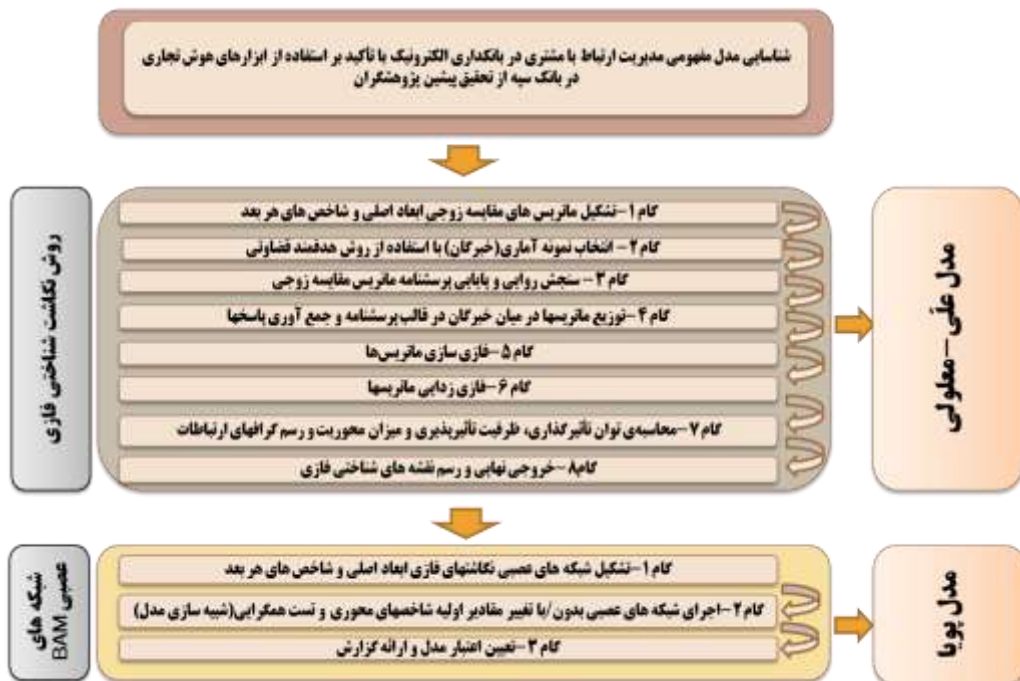 شناسایی مدل مفهومی مدیریت ارتباط با مشتری در بانکداری الکترونیک با تأکید بر استفاده از ابزارهای هوش تجاری
در بانک سپه از تحقیق پیشین پژوهشگران
روش نگاشت شناختی فازی
گام ۱-تشکیل ماتریس های مقایسه زوجی ابعاد اصلی و شاخص های هر بعد
گام ۲- انتخاب نمونه آماری(خبرگان) با استفاده از روش هدفمند قضاوتی
گام ۳- سنجش روایی و پایایی پرسشنامه ماتریس مقایسه زوجی
گام ۴-توزیع ماتریسها در میان خبرگان در قالب پرسشنامه و جمع آوری پاسخها
گام ۵-فازی سازی ماتریس‌ها
گام ۶-فازی زدایی ماتریسها
گام ۷-محاسبه‌ی توان تأثیرگذاری، ظرفیت تأثیرپذیری و میزان محوریت و رسم گرافهای ارتباطات
گام۸-خروجی نهایی و رسم نقشه های شناختی فازی
مدل علّی-معلولی
شبکه های
عصبی BAM
گام ۱-تشکیل شبکه های عصبی نگاشتهای فازی ابعاد اصلی و شاخص های هر بعد
گام ۲-اجرای شبکه های عصبی بدون/با تغییر مقادیر اولیه شاخصهای محوری و تست همگرایی(شبیه سازی مدل)
گام ۳-تعیین اعتبار مدل و ارائه گزارش
مدل پویا